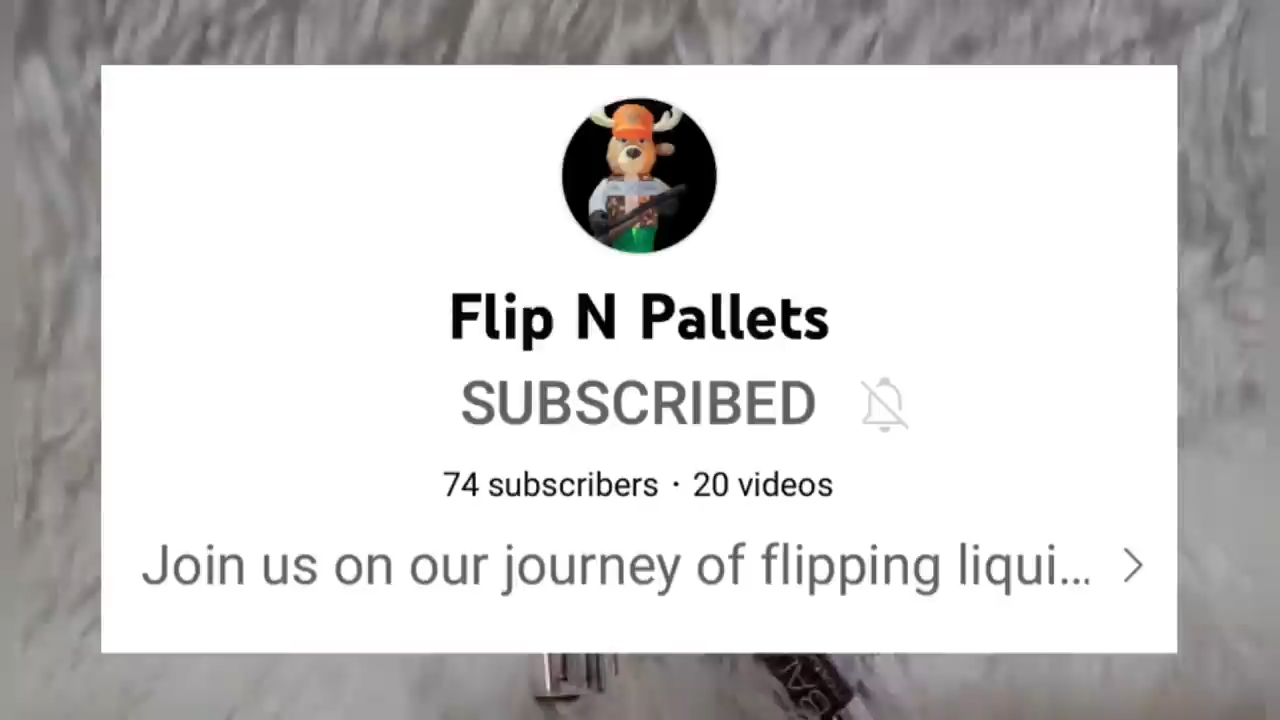 Flip N Pallets
SUBSCRIBED
74 subscribers · 20 videos
Join us on our journey of flipping liqui...